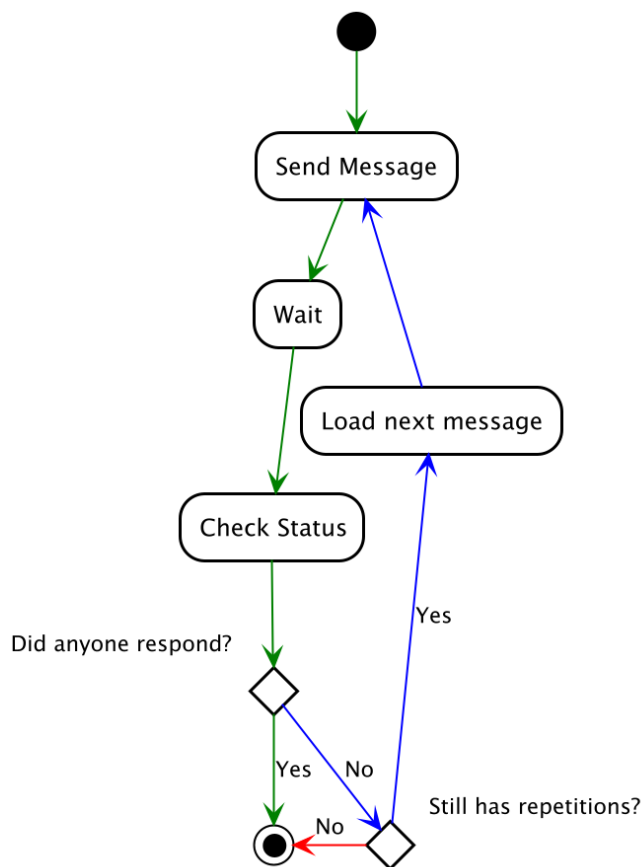 Send Message
Wait
Load next message
Check Status
Yes
Did anyone respond?
Yes
No
Still has repetitions?
No